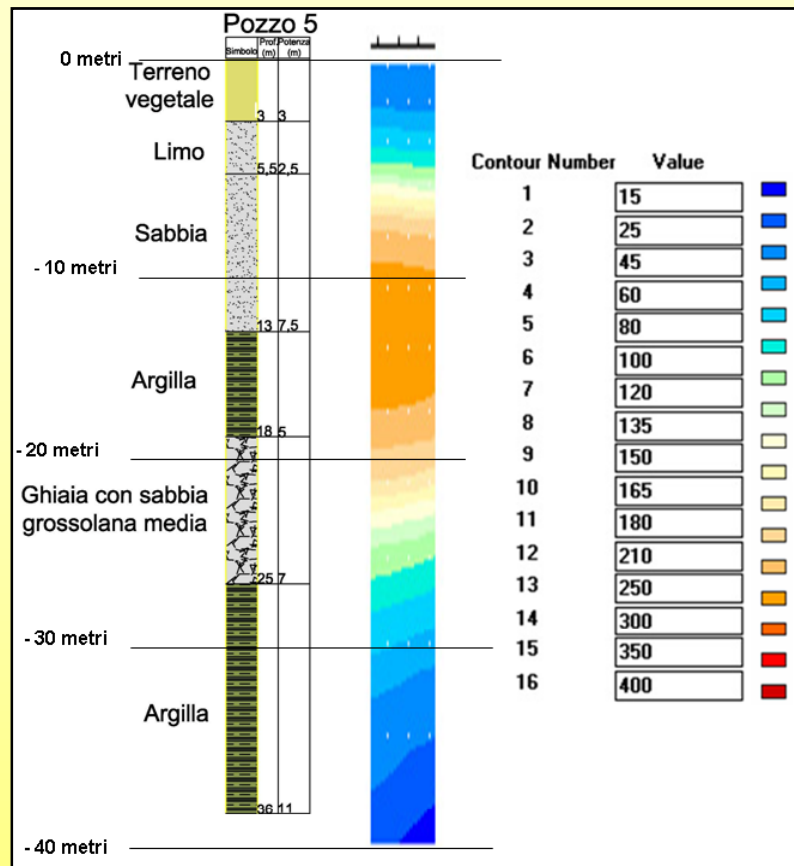 Pozzo 5
Simbolo Prof. (m) Potenza (m)
0 metri
Terreno vegetale
3 3
Limo
5,5 2,5
Sabbia
- 10 metri
13 7,5
Argilla
18 5
- 20 metri
Ghiaia con sabbia
grossolana media
25 7
- 30 metri
Argilla
36 11
- 40 metri
Contour Number Value
1 15
2 25
3 45
4 60
5 80
6 100
7 120
8 135
9 150
10 165
11 180
12 210
13 250
14 300
15 350
16 400